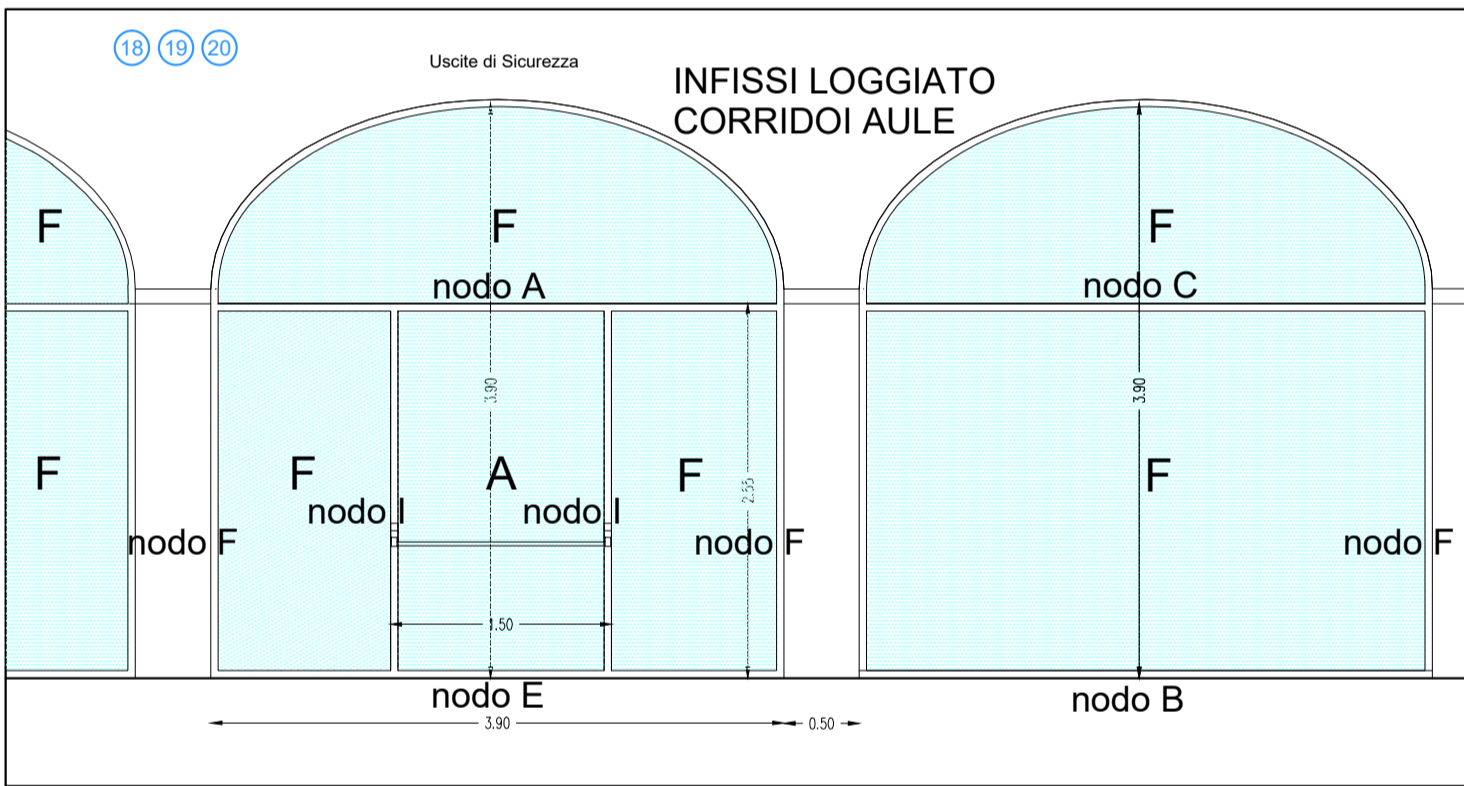 18 19 20
Uscite di Sicurezza
INFISSI LOGGIATO
CORRIDOI AULE
F
F
F
nodo A
nodo C
3.90
3.90
F
F
A
F
F
2.55
nodo I
nodo I
nodo F
nodo F
nodo F
1.50
nodo E
nodo B
3.90
0.50